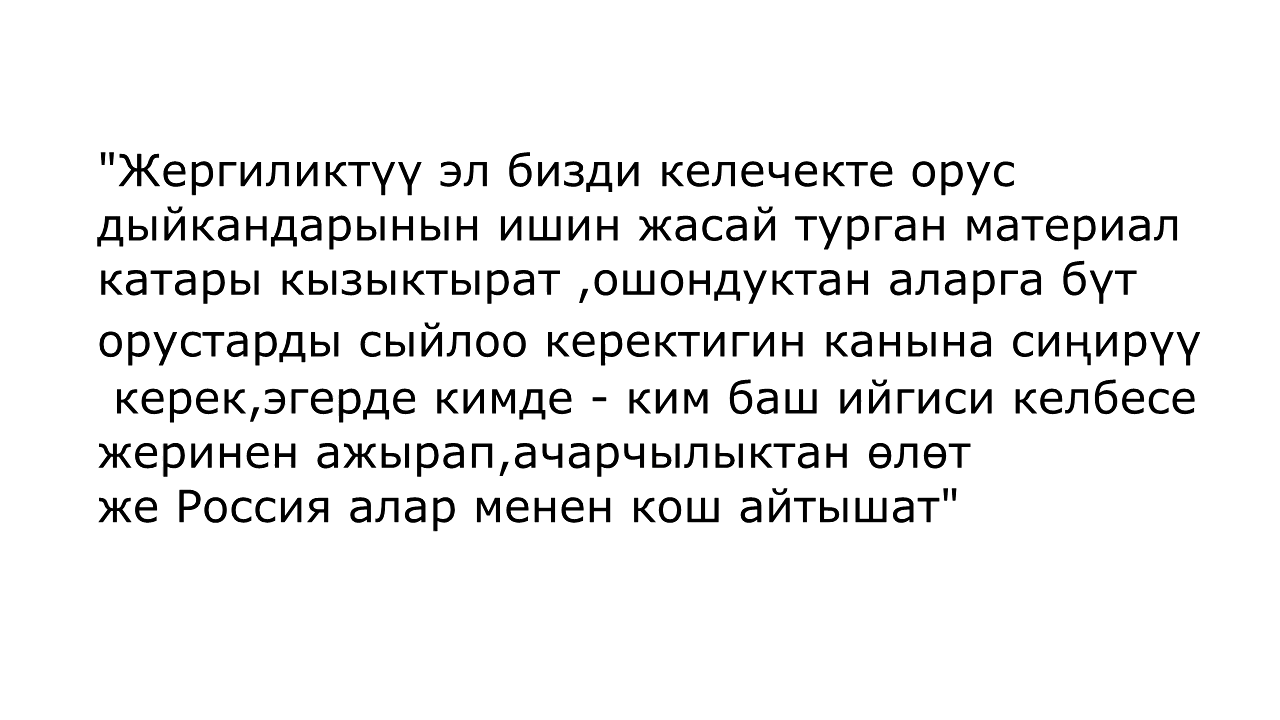 "Жергиликтүү эл бизди келечекте орус
дыйкандарынын ишин жасай турган материал
катары кызыктырат ,ошондуктан аларга бүт
орустарды сыйлоо керектигин канына сиңирүү
керек,эгерде кимде - ким баш ийгиси келбесе
жеринен ажырап,ачарчылыктан өлөт
же Россия алар менен кош айтышат"